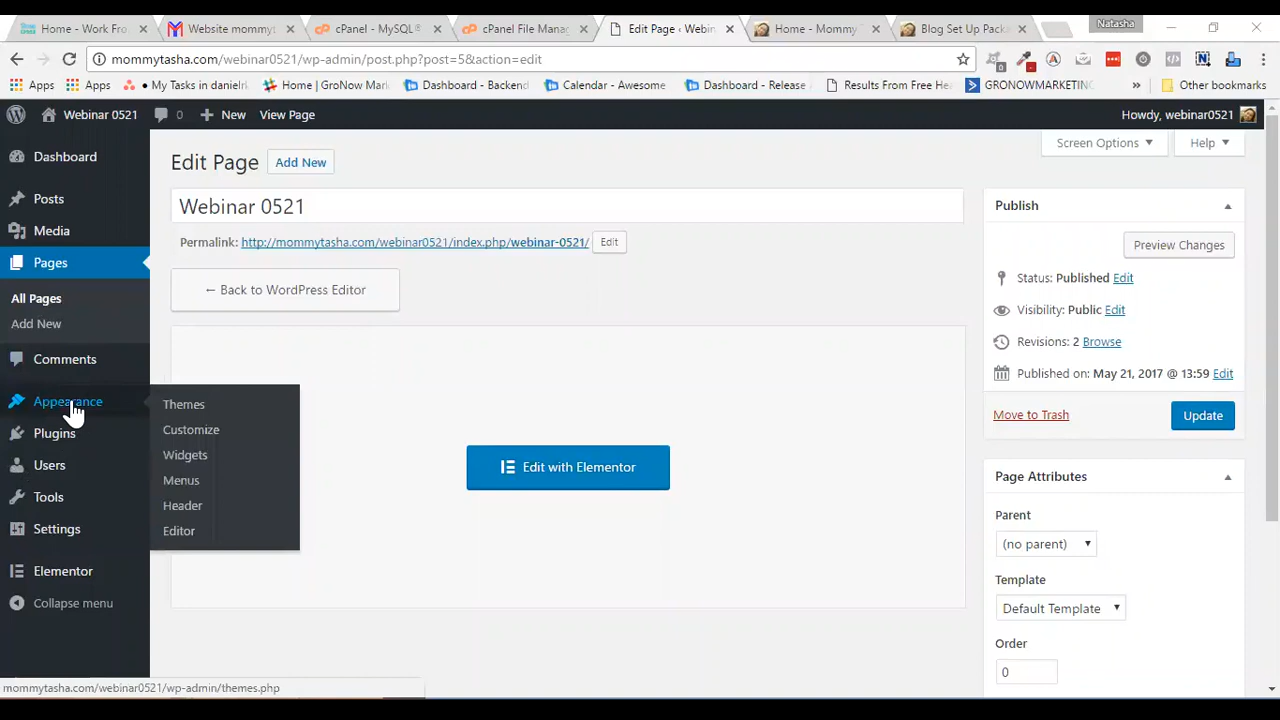 Natasha
Home - Work Fro
Website mommyt
cPanel - MySQL®
cPanel File Manag
Edit Page ‹ Webin
Home - Mommy
Blog Set Up Pack
mommytasha.com/webinar0521/wp-admin/post.php?post=5&action=edit
Apps
Apps
My Tasks in danielr
Home | GroNow Mark
Dashboard - Backend
Calendar - Awesome
Dashboard - Release
Results From Free He
GRONOWMARKETING
»
Other bookmarks
Webinar 0521
0
New
View Page
Howdy, webinar0521
Dashboard
Posts
Media
Pages
All Pages
Add New
Comments
Appearance
Plugins
Users
Tools
Settings
Elementor
Collapse menu
Themes
Customize
Widgets
Menus
Header
Editor
Screen Options
Help
Edit Page
Add New
Webinar 0521
Permalink: http://mommytasha.com/webinar0521/index.php/webinar-0521/ Edit
← Back to WordPress Editor
Edit with Elementor
Publish
Preview Changes
Status: Published Edit
Visibility: Public Edit
Revisions: 2 Browse
Published on: May 21, 2017 @ 13:59 Edit
Move to Trash
Update
Page Attributes
Parent
(no parent)
Template
Default Template
Order
0
mommytasha.com/webinar0521/wp-admin/themes.php